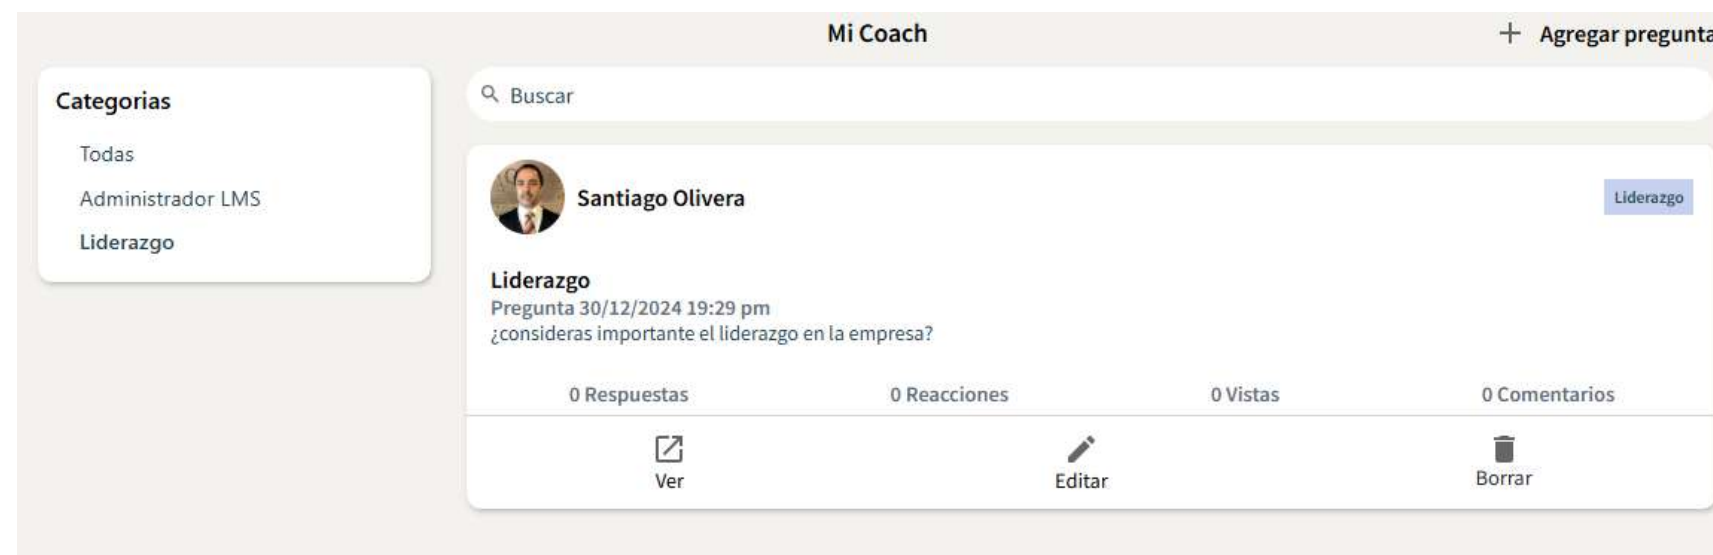 Mi Coach
Agregar pregunta
Categorias
Todas
Administrador LMS
Liderazgo
Buscar
Santiago Olivera
Liderazgo
Liderazgo
Pregunta 30/12/2024 19:29 pm
¿consideras importante el liderazgo en la empresa?
0 Respuestas 0 Reacciones 0 Vistas 0 Comentarios
Ver Editar Borrar